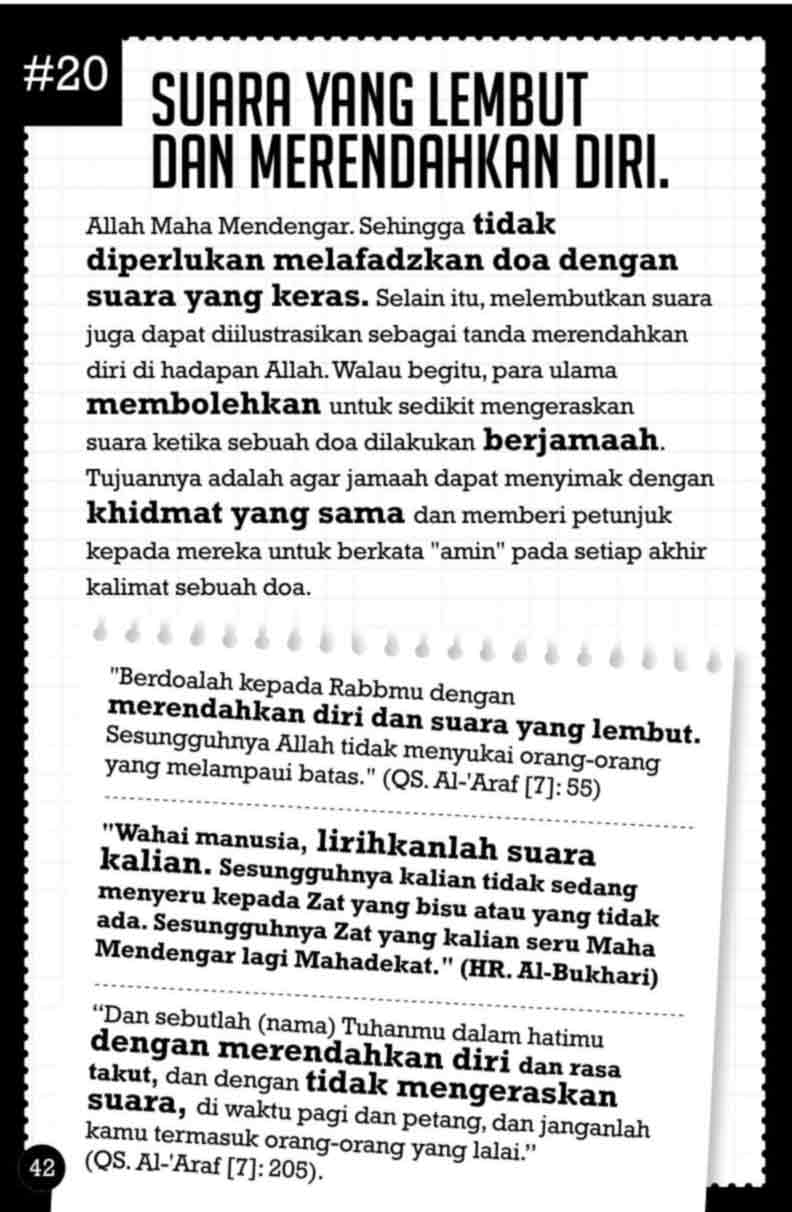 #20
SUARA YANG LEMBUT
DAN MERENDAHKAN DIRI.
Allah Maha Mendengar. Sehingga tidak
diperlukan melafadzkan doa dengan
suara yang keras. Selain itu, melembutkan suara
juga dapat diilustrasikan sebagai tanda merendahkan
diri di hadapan Allah. Walau begitu, para ulama
membolehkan untuk sedikit mengeraskan
suara ketika sebuah doa dilakukan berjamaah.
Tujuannya adalah agar jamaah dapat menyimak dengan
khidmat yang sama dan memberi petunjuk
kepada mereka untuk berkata "amin" pada setiap akhir
kalimat sebuah doa.
"Berdoalah kepada Rabbmu dengan
merendahkan diri dan suara yang lembut.
Sesungguhnya Allah tidak menyukai orang-orang
yang melampaui batas." (QS. Al-'Araf [7]: 55)
"Wahai manusia, lirihkanlah suara
kalian. Sesungguhnya kalian tidak sedang
menyeru kepada Zat yang bisu atau yang tidak
ada. Sesungguhnya Zat yang kalian seru Maha
Mendengar lagi Mahadekat." (HR. Al-Bukhari)
“Dan sebutlah (nama) Tuhanmu dalam hatimu
dengan merendahkan diri dan rasa
takut, dan dengan tidak mengeraskan
suara, di waktu pagi dan petang, dan janganlah
kamu termasuk orang-orang yang lalai.”
(QS. Al-'Araf [7]: 205).
42